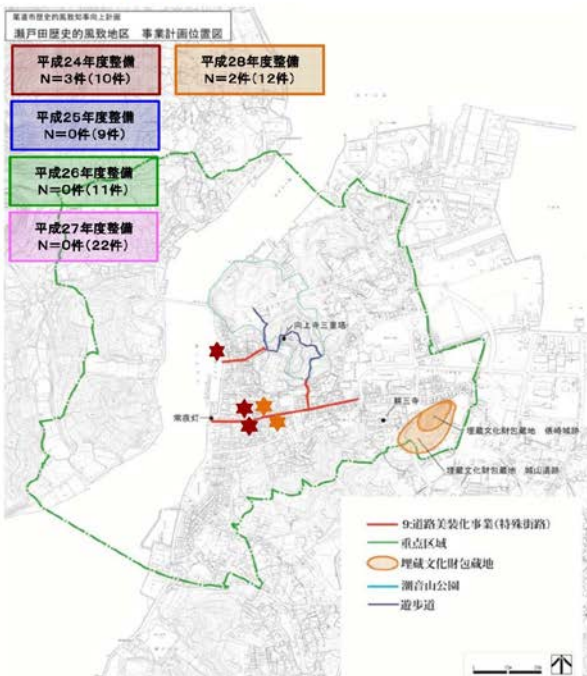 尾道市歴史的風致知事向上計画
瀬戸田歴史的風致地区　事業計画位置図
平成24年度整備
N=3件(10件)
平成28年度整備
N=2件(12件)
平成25年度整備
N=0件(9件)
平成26年度整備
N=0件(11件)
平成27年度整備
N=0件(22件)
向上寺三重塔
常夜灯
耕三寺
埋蔵文化財包蔵地　俵崎城跡
埋蔵文化財包蔵地　城山遺跡
9:道路美装化事業(特殊街路)
重点区域
埋蔵文化財包蔵地
潮音山公園
遊歩道